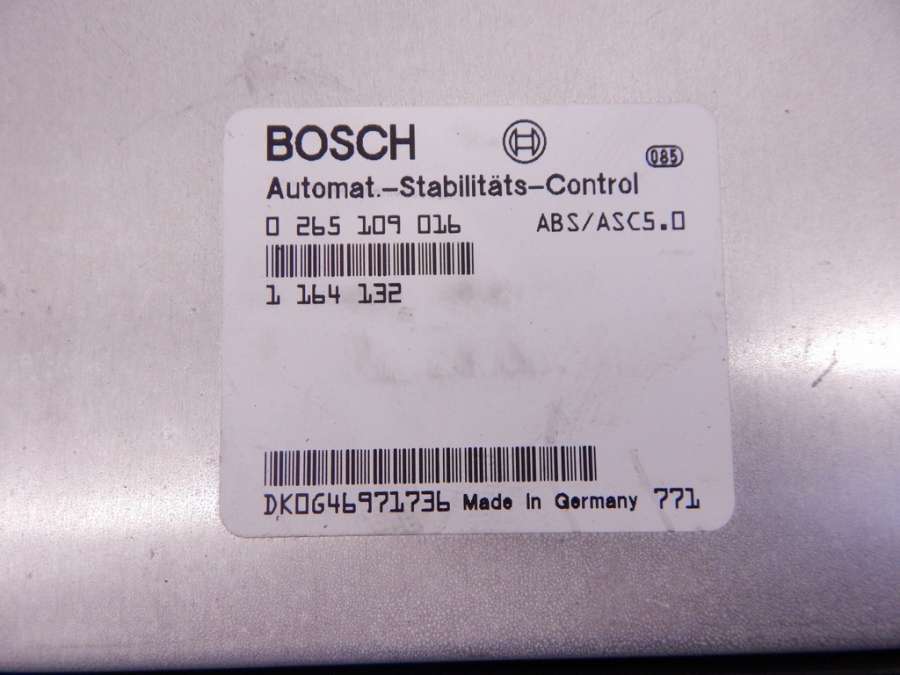 BOSCH
085
Automat.-Stabilitäts-Control
0 265 109 016 ABS/ASC5.0
1 164 132
DK0G46971736 Made in Germany 771